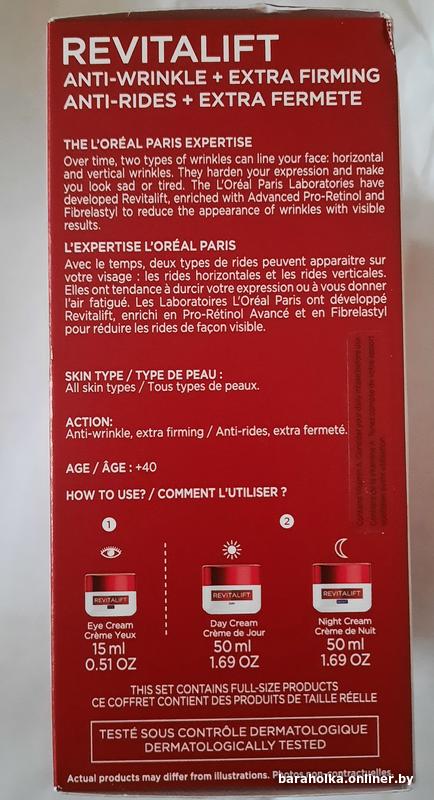 REVITALIFT
ANTI-WRINKLE + EXTRA FIRMING
ANTI-RIDES + EXTRA FERMETE
THE L'ORÉAL PARIS EXPERTISE
Over time, two types of wrinkles can line your face: horizontal
and vertical wrinkles. They harden your expression and make
you look sad or tired. The L'Oréal Paris Laboratories have
developed Revitalift, enriched with Advanced Pro-Retinol and
Fibrelastyl to reduce the appearance of wrinkles with visible
results.
L'EXPERTISE L'ORÉAL PARIS
Avec le temps, deux types de rides peuvent apparaitre sur
votre visage : les rides horizontales et les rides verticales.
Elles ont tendance à durcir votre expression ou à vous donner
l'air fatigué. Les Laboratoires L'Oréal Paris ont développé
Revitalift, enrichi en Pro-Rétinol Avancé et en Fibrelastyl
pour réduire les rides de façon visible.
SKIN TYPE / TYPE DE PEAU :
All skin types / Tous types de peaux.
ACTION:
Anti-wrinkle, extra firming / Anti-rides, extra fermeté.
AGE / ÂGE : +40
HOW TO USE? / COMMENT L'UTILISER ?
1
2
REVITALIFT
REVITALIFT
REVITALIFT
Eye Cream
Crème Yeux
15 ml
0.51 OZ
Day Cream
Crème de Jour
50 ml
1.69 OZ
Night Cream
Crème de Nuit
50 ml
1.69 OZ
THIS SET CONTAINS FULL-SIZE PRODUCTS
CE COFFRET CONTIENT DES PRODUITS DE TAILLE RÉELLE
TESTÉ SOUS CONTRÔLE DERMATOLOGIQUE
DERMATOLOGICALLY TESTED
Actual products may differ from illustrations. Photos non contractuelles.
baraholka.onliner.by